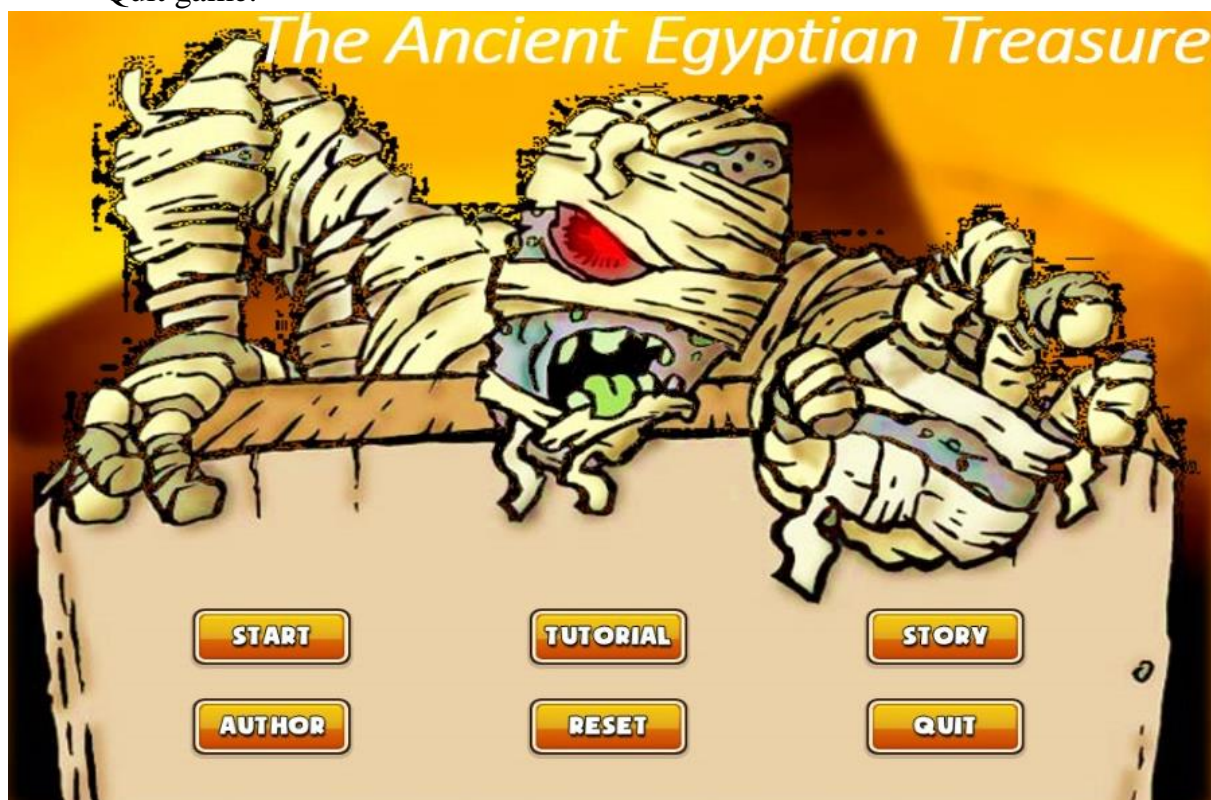 Quit game.
The Ancient Egyptian Treasure
START TUTORIAL STORY
AUTHOR RESET QUIT